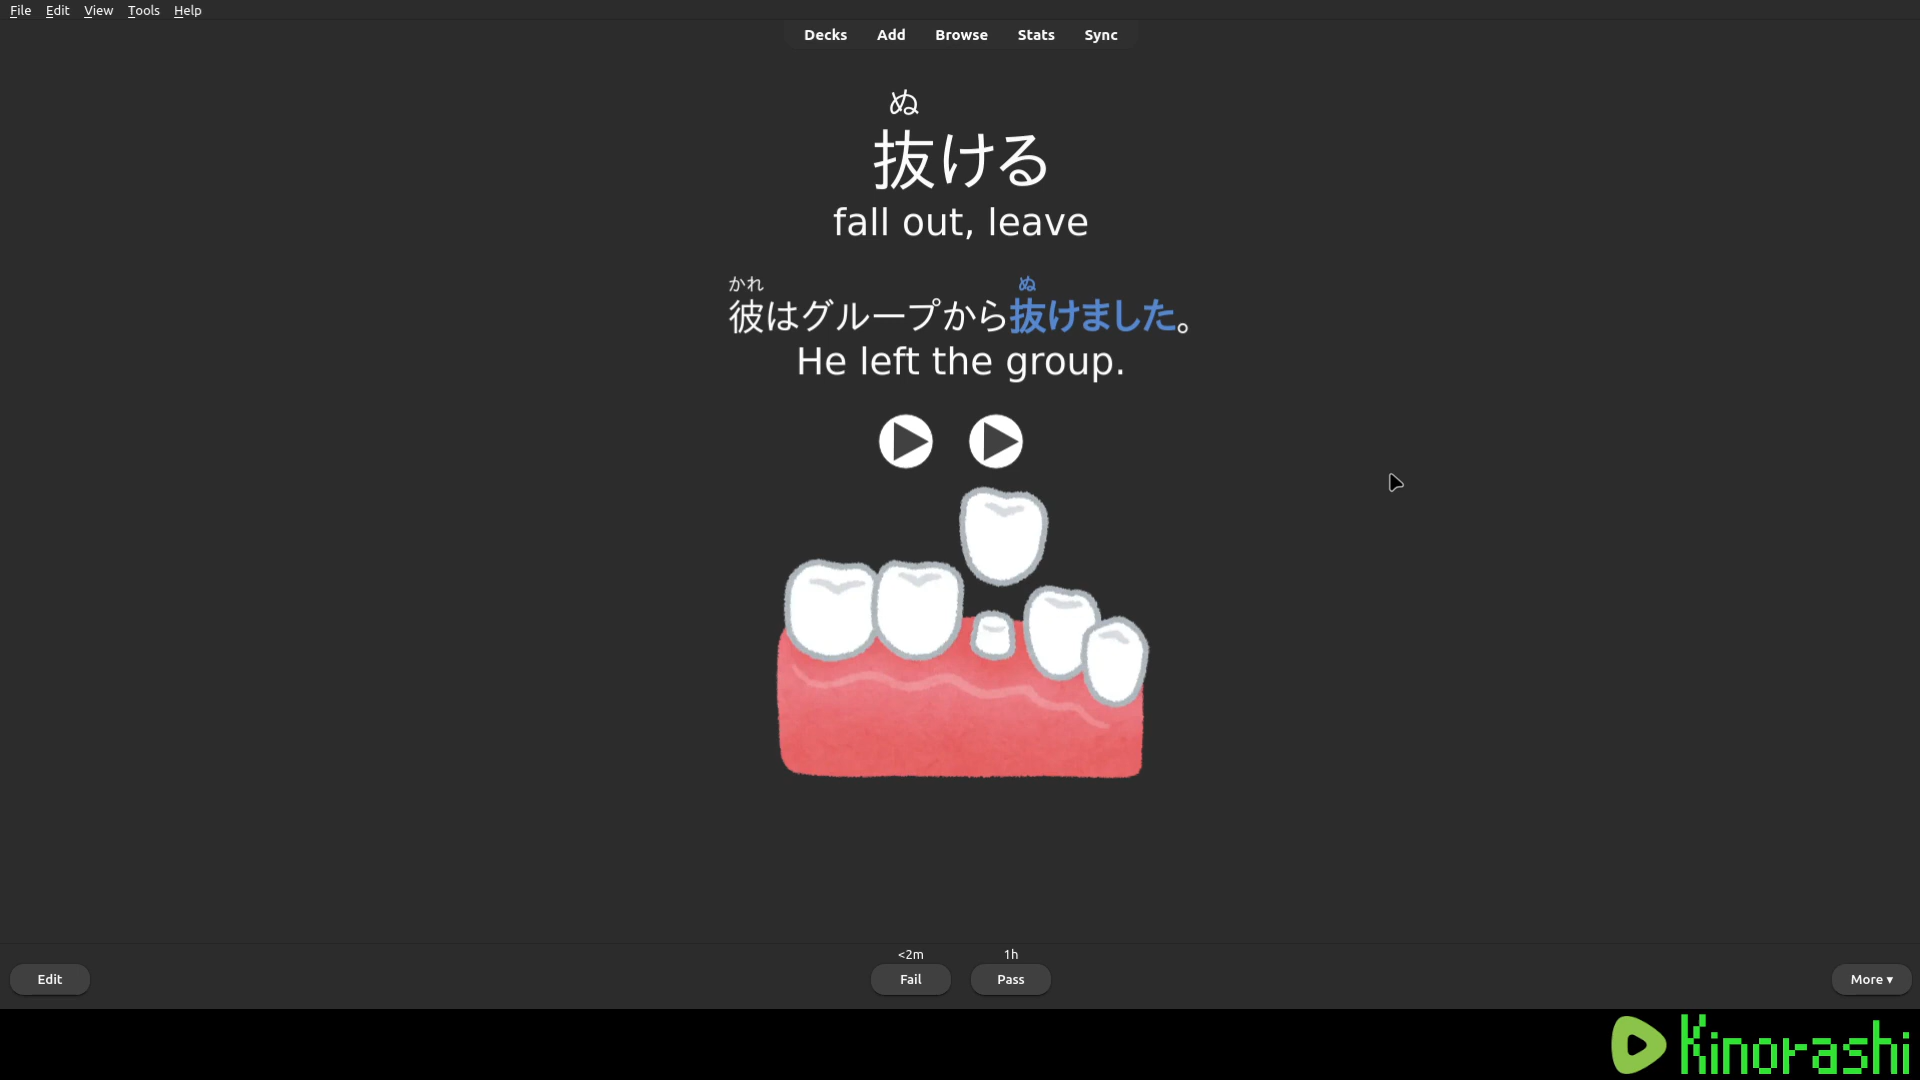 File Edit View Tools Help
Decks Add Browse Stats Sync
ぬ
抜ける
fall out, leave
かれ ぬ
彼はグループから抜けました。
He left the group.
<2m 1h
Edit Fail Pass More ▾
Kinorashi